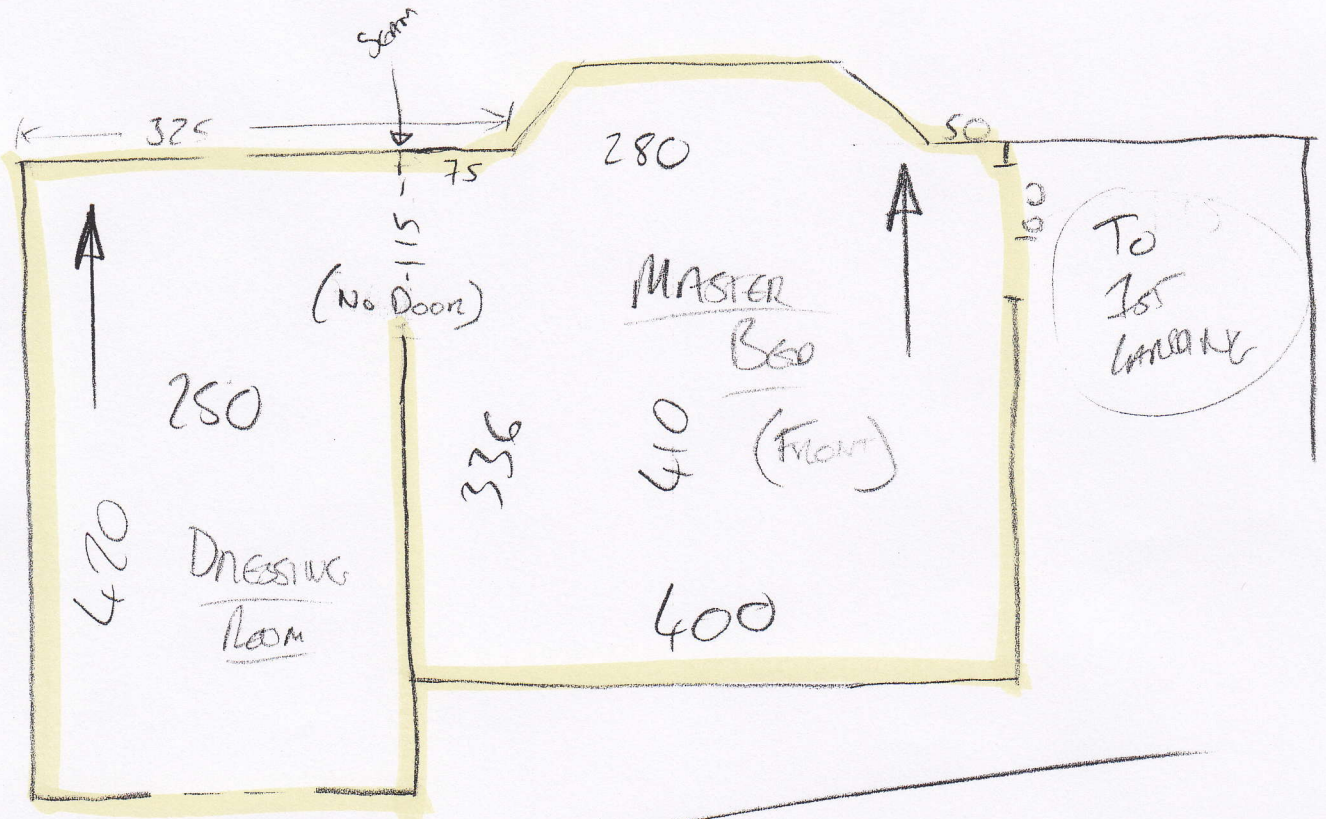 SEAM
325
75
280
50
100
115
(No Door)
MASTER
BED
(FRONT)
To
1ST
LANDING
250
336
410
420
DRESSING
Room
400